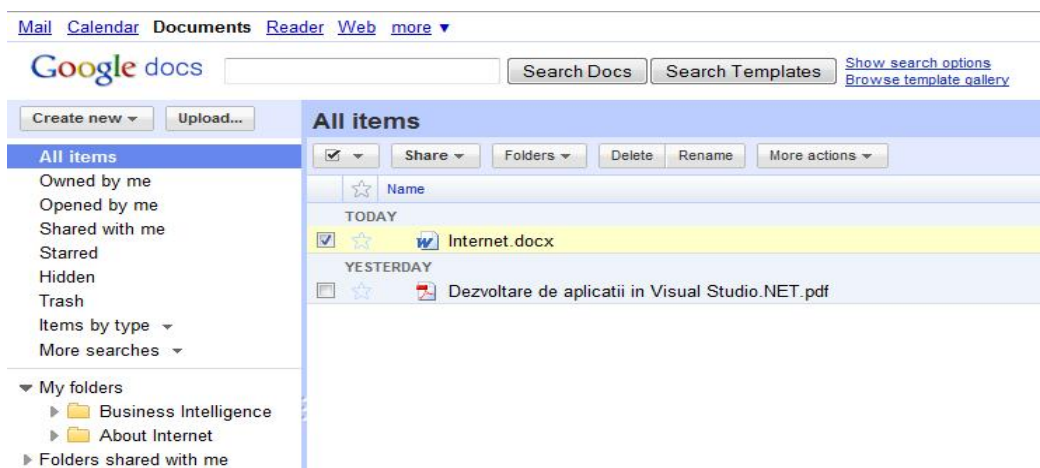 Mail Calendar Documents Reader Web more ▼
Google docs Search Docs Search Templates Show search options
Browse template gallery
Create new Upload...
All items
All items
Owned by me
Opened by me
Shared with me
Starred
Hidden
Trash
Items by type
More searches
My folders
Business Intelligence
About Internet
Folders shared with me
Share Folders Delete Rename More actions
Name
TODAY
Internet.docx
YESTERDAY
Dezvoltare de aplicatii in Visual Studio.NET.pdf